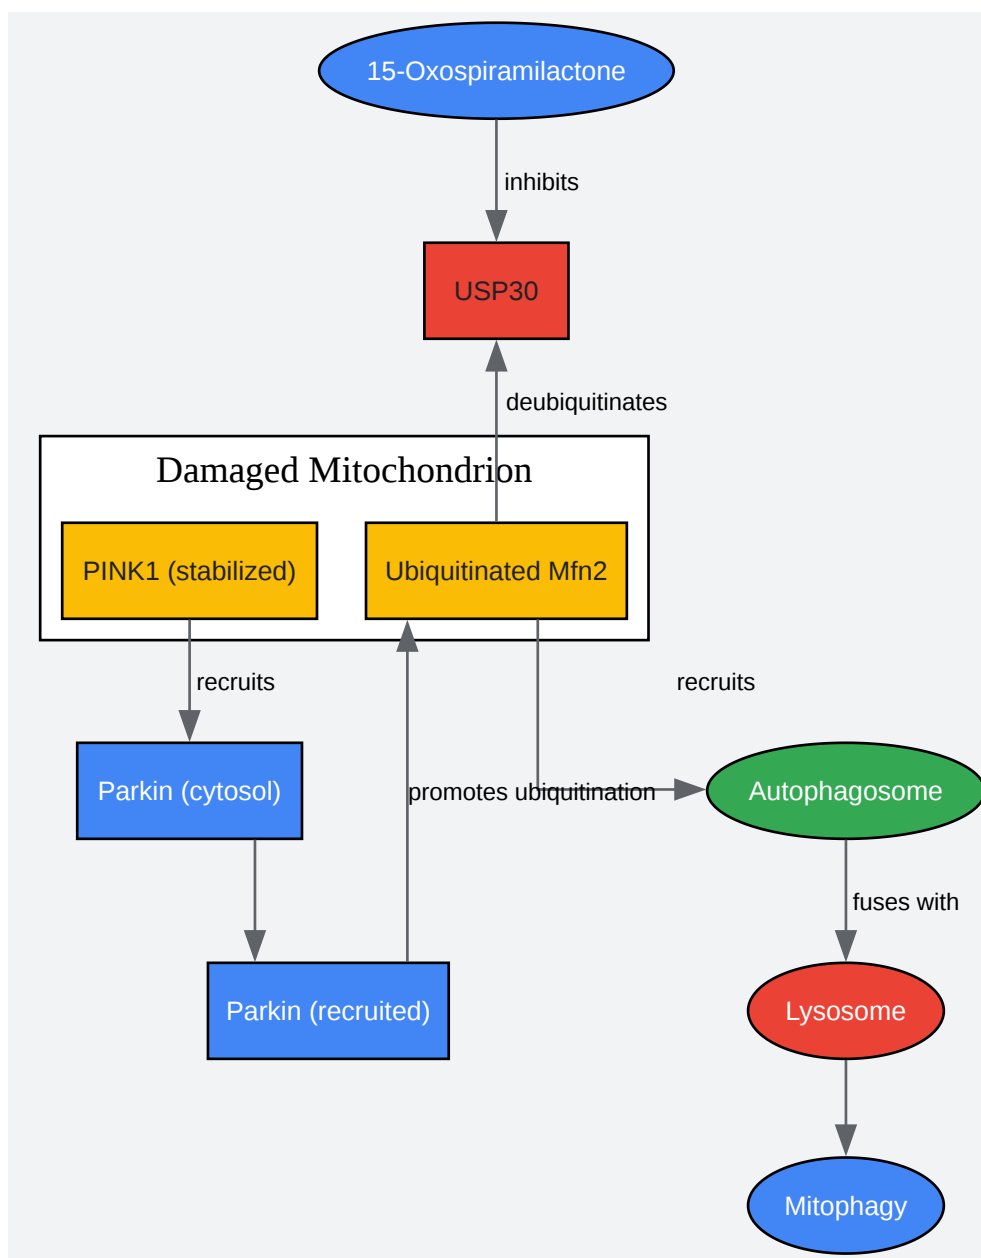 15-Oxospiramilactone
inhibits
USP30
deubiquitinates
Damaged Mitochondrion
PINK1 (stabilized)
Ubiquitinated Mfn2
recruits
recruits
Parkin (cytosol)
promotes ubiquitination
Autophagosome
fuses with
Parkin (recruited)
Lysosome
Mitophagy